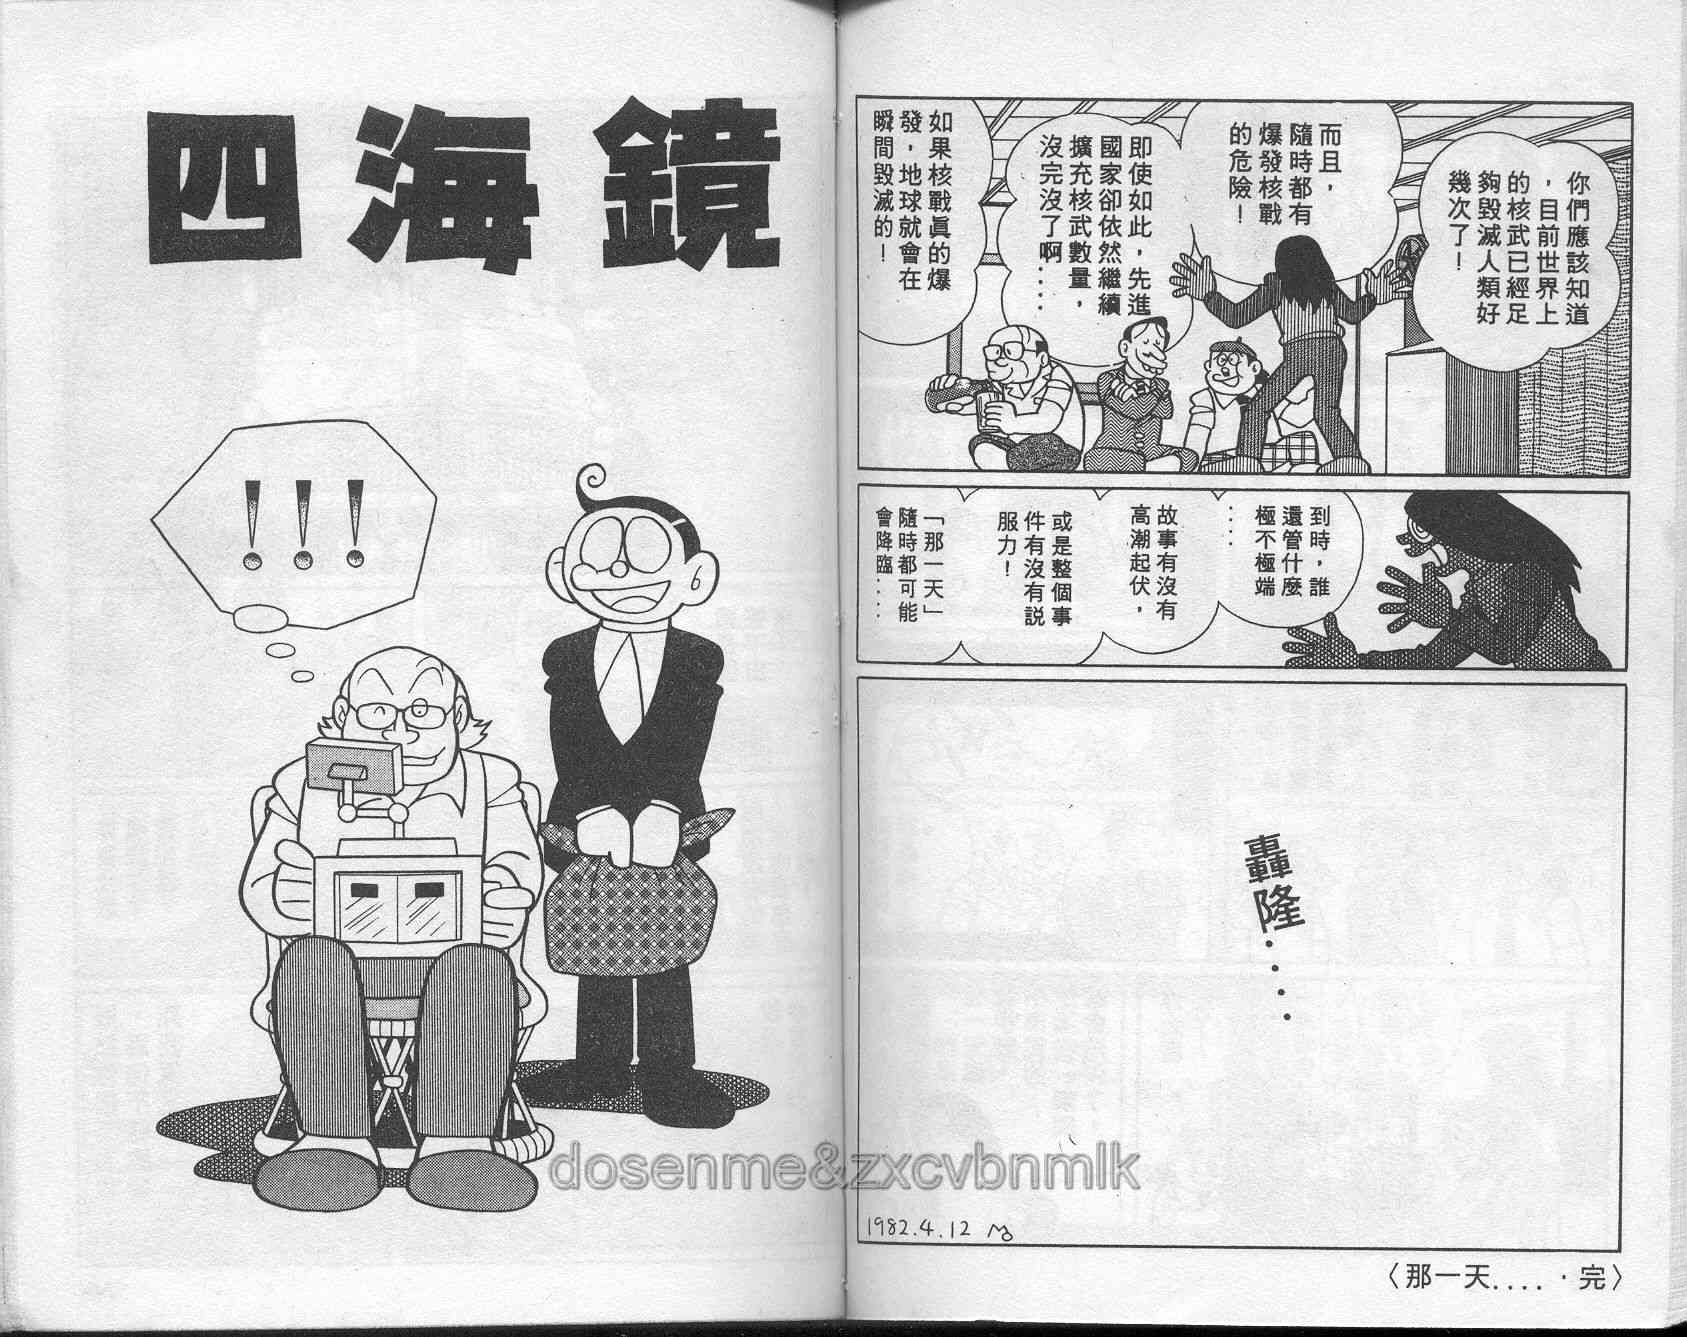 你們應該知道
，目前世界上
的核武已經足
夠毀滅人類好
幾次了！
而且，
隨時都有
爆發核戰
的危險！
即使如此，先進
國家卻依然繼續
擴充核武數量，
沒完沒了啊....
如果核戰真的爆
發，地球就會在
瞬間毀滅的！
到時，誰
還管什麼
極不極端
....
故事有沒有
高潮起伏，
或是整個事
件有沒有說
服力！
「那一天」
隨時都可能
會降臨....
轟隆....
1982.4.12
〈那一天....·完〉
四海鏡
!!!
dosenme&zxcvbnmlk